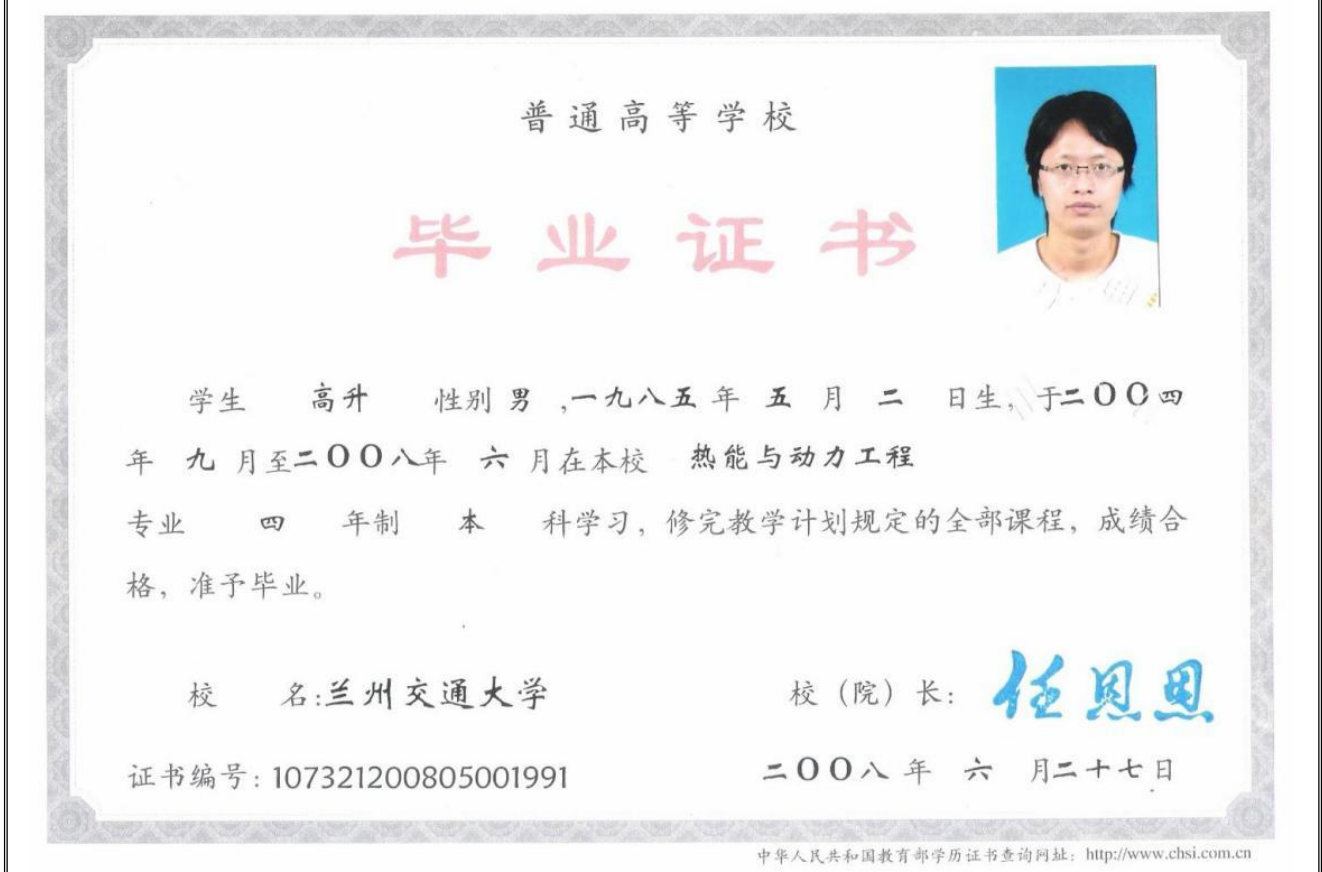 普通高等学校
毕业证书
学生 高升 性别 男 ,一九八五 年 五 月 二 日生, 于二〇〇四
年 九 月至二〇〇八年 六 月在本校 热能与动力工程
专业 四 年制 本 科学习, 修完教学计划规定的全部课程, 成绩合
格, 准予毕业。
校 名:兰州交通大学
校 (院) 长: 任恩恩
证书编号: 107321200805001991
二〇〇八 年 六 月二十七日
中华人民共和国教育部学历证书查询网址: http://www.chsi.com.cn